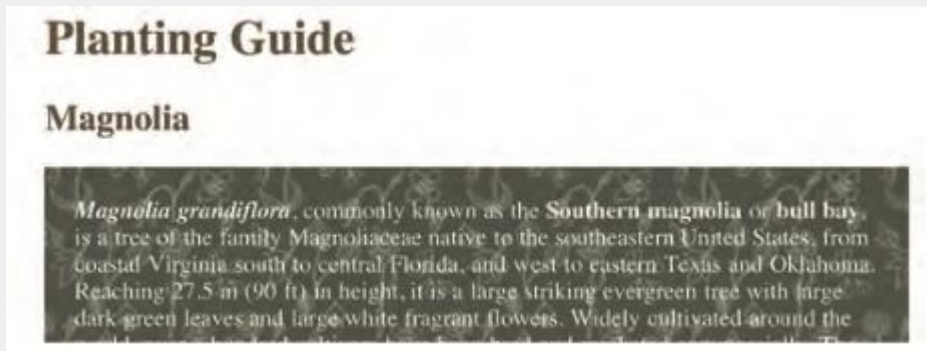 Planting Guide
Magnolia
Magnolia grandiflora, commonly known as the Southern magnolia or bull bay,
is a tree of the family Magnoliaceae native to the southeastern United States, from
coastal Virginia south to central Florida, and west to eastern Texas and Oklahoma.
Reaching 27.5 m (90 ft) in height, it is a large striking evergreen tree with large
dark green leaves and large white fragrant flowers. Widely cultivated around the